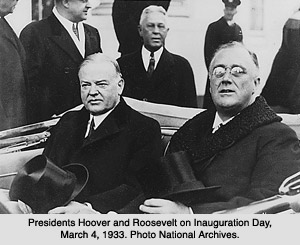 Presidents Hoover and Roosevelt on Inauguration Day,
March 4, 1933. Photo National Archives.